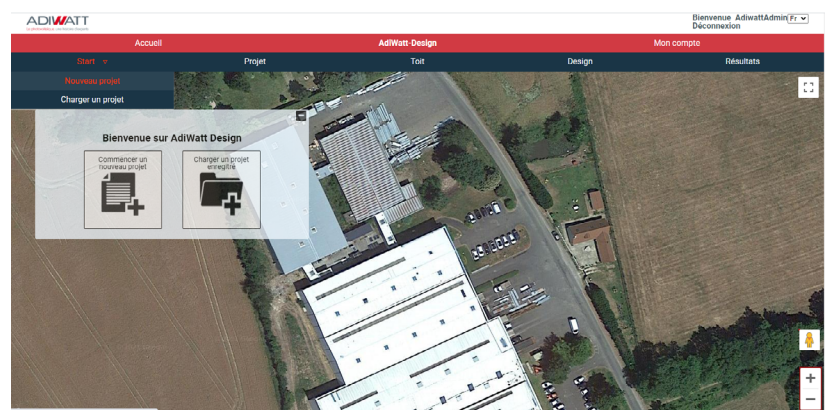 ADIWATT
Bienvenue AdiwattAdmin Fr
Déconnexion
Accueil
AdiWatt-Design
Mon compte
Start
Projet
Toit
Design
Résultats
Nouveau projet
Charger un projet
Bienvenue sur AdiWatt Design
Commencer un
nouveau projet
Charger un projet
enregitré